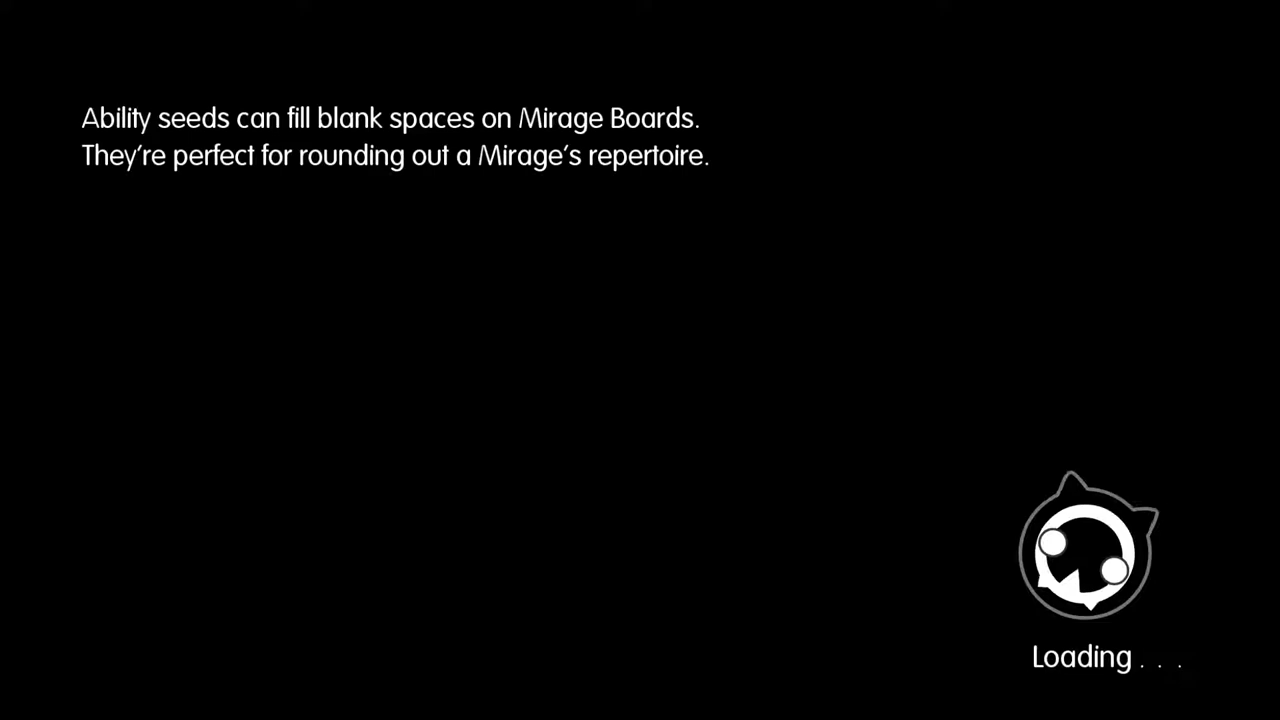 Ability seeds can fill blank spaces on Mirage Boards.
They're perfect for rounding out a Mirage's repertoire.
Loading . . .